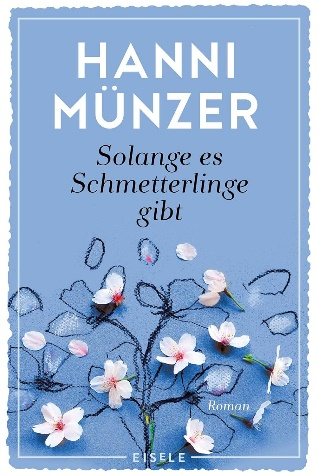 HANNI
MÜNZER
Solange es
Schmetterlinge
gibt
Roman
EISELE